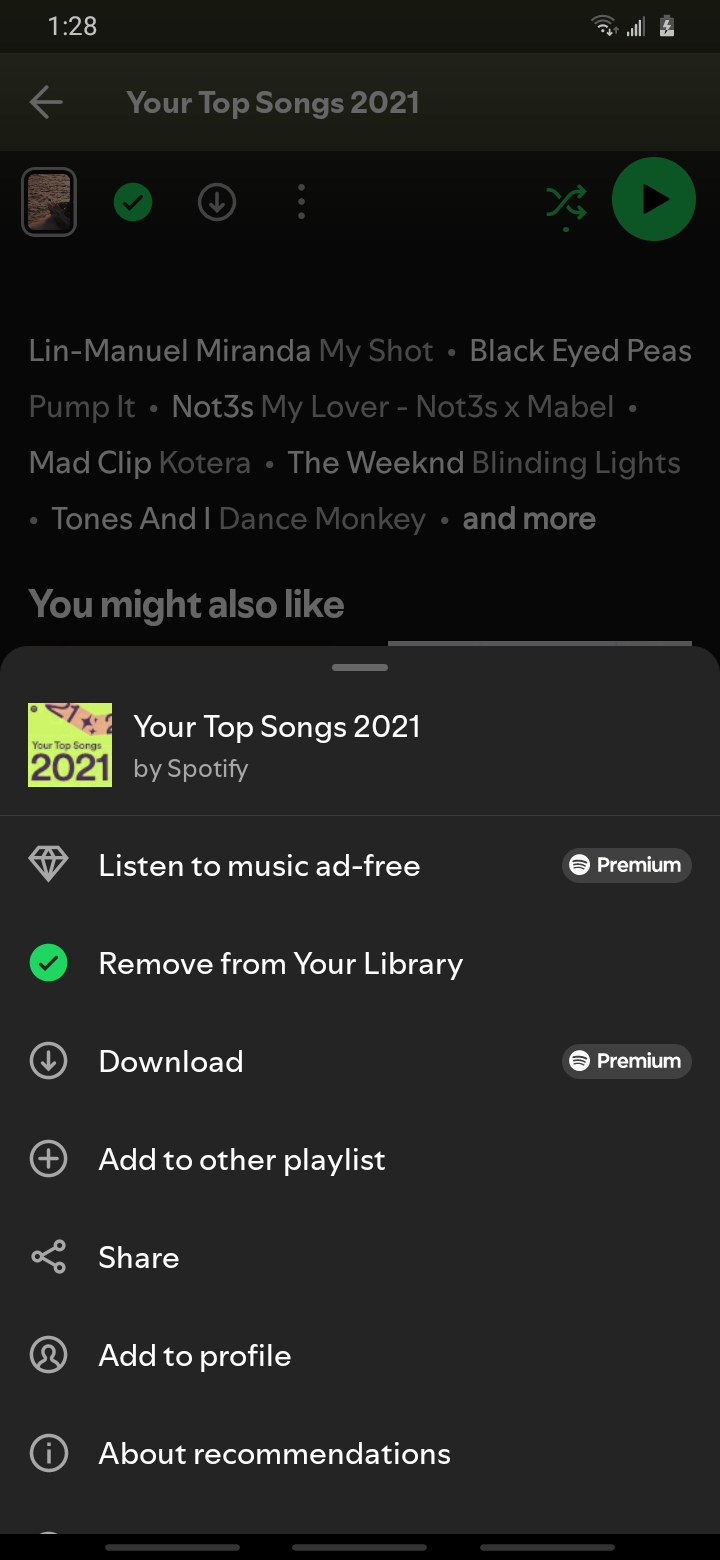 1:28
Your Top Songs 2021
Lin-Manuel Miranda My Shot • Black Eyed Peas
Pump It • Not3s My Lover - Not3s x Mabel •
Mad Clip Kotera • The Weeknd Blinding Lights
• Tones And I Dance Monkey • and more
You might also like
Your Top Songs
2021
Your Top Songs 2021
by Spotify
Listen to music ad-free Premium
Remove from Your Library
Download Premium
Add to other playlist
Share
Add to profile
About recommendations